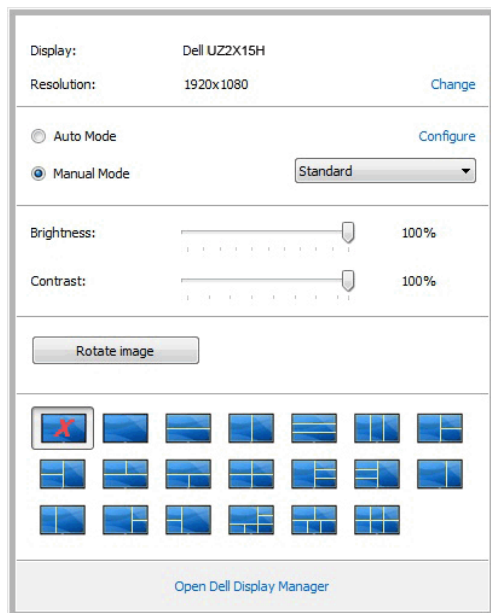 Display: Dell UZ2X15H
Resolution: 1920x1080 Change
Auto Mode Configure
Manual Mode Standard
Brightness: 100%
Contrast: 100%
Rotate image
Open Dell Display Manager